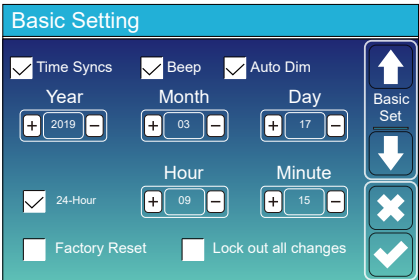 Basic Setting
Time Syncs Beep Auto Dim
Year Month Day
Basic
Set
+ 2019 − + 03 − + 17 −
Hour Minute
24-Hour + 09 − + 15 −
Factory Reset Lock out all changes